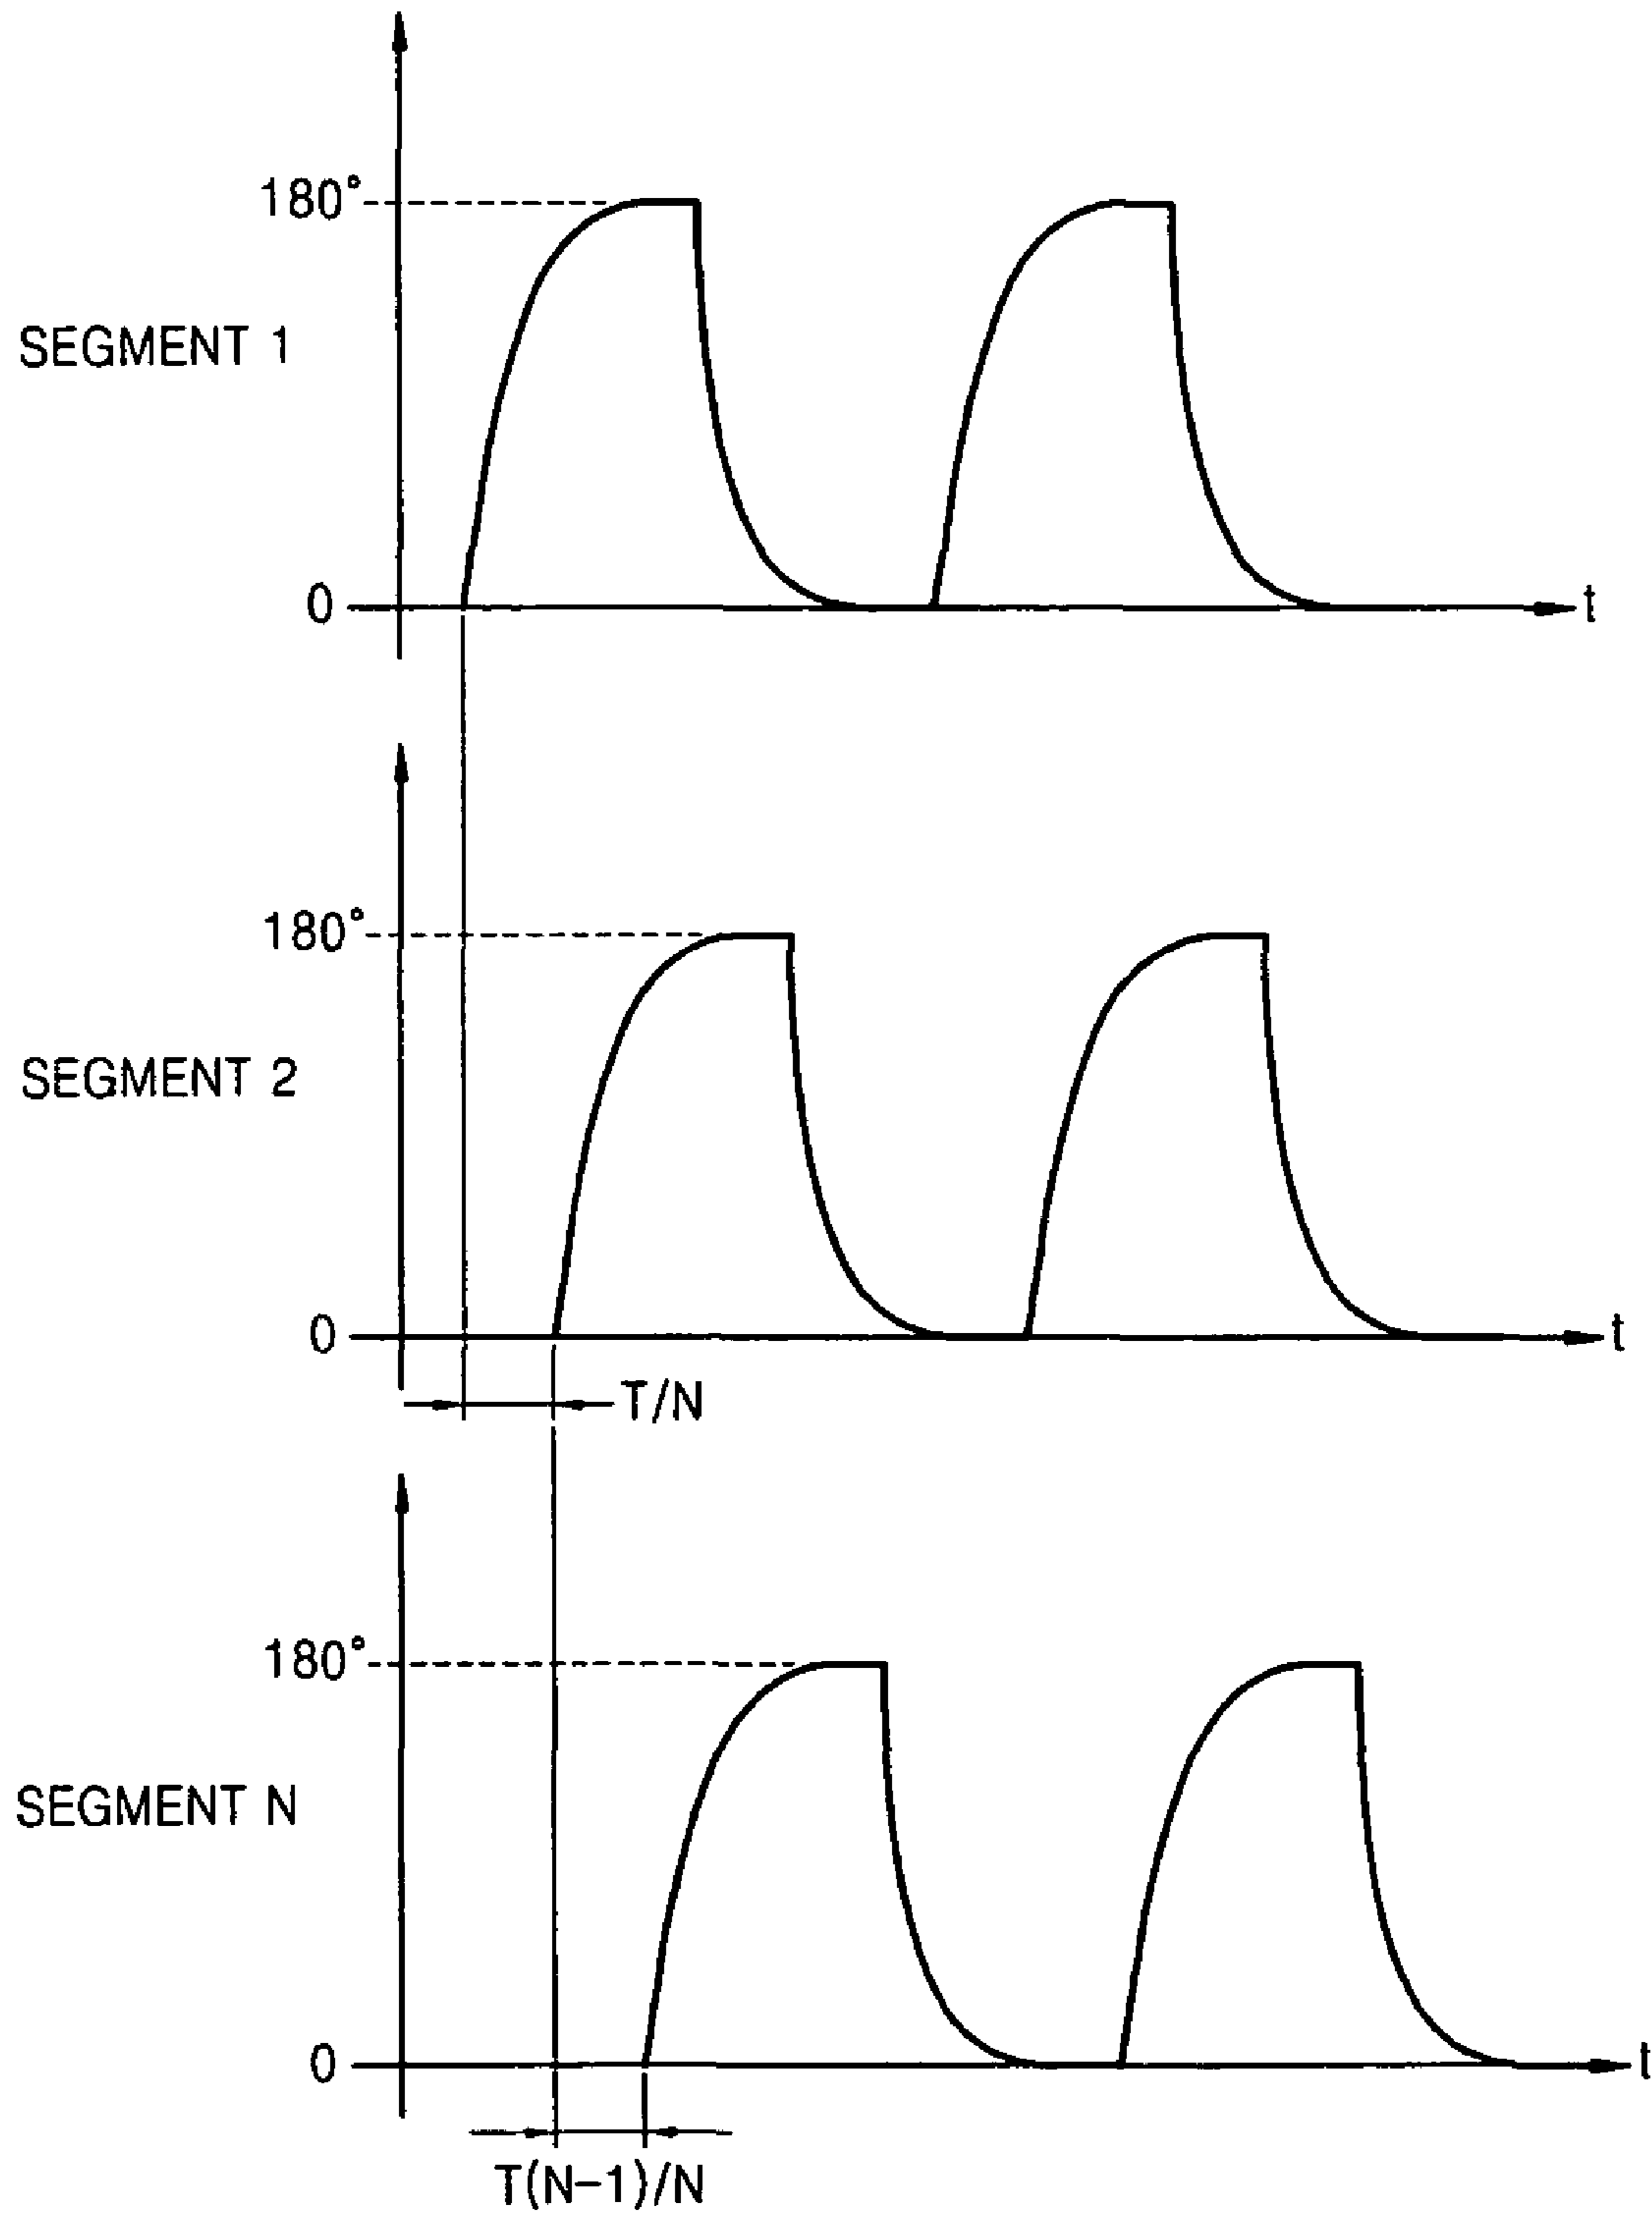 180°
SEGMENT 1
0
t
180°
SEGMENT 2
0
t
T/N
180°
SEGMENT N
0
t
T(N-1)/N